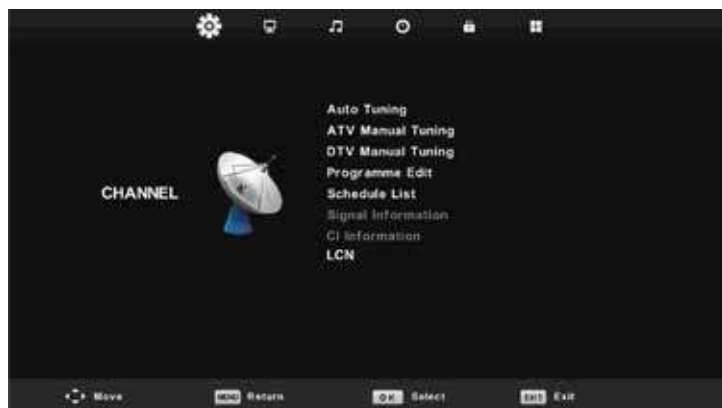 Auto Tuning
ATV Manual Tuning
DTV Manual Tuning
Programme Edit
CHANNEL
Schedule List
Signal Information
CI Information
LCN
Move
MENU Return
OK Select
EXIT Exit